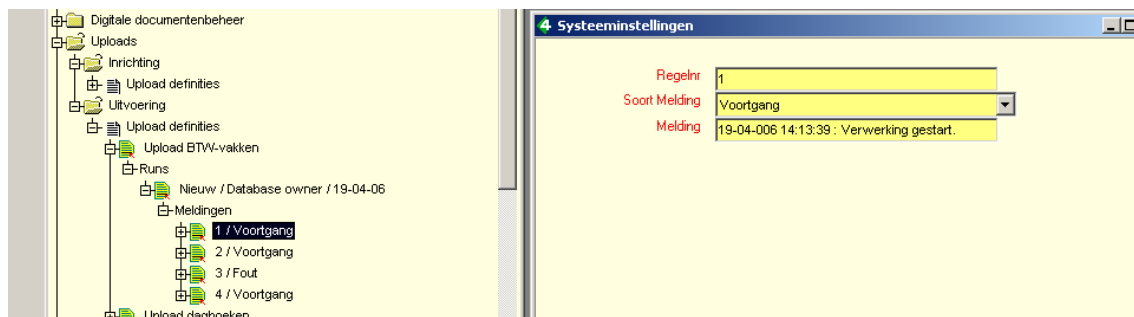 Digitale documentenbeheer
Uploads
Inrichting
Upload definities
Uitvoering
Upload definities
Upload BTW-vakken
Runs
Nieuw / Database owner / 19-04-06
Meldingen
1 / Voortgang
2 / Voortgang
3 / Fout
4 / Voortgang
Upload dagboeken
4 Systeeminstellingen
Regelnr 1
Soort Melding Voortgang
Melding 19-04-006 14:13:39 : Verwerking gestart.